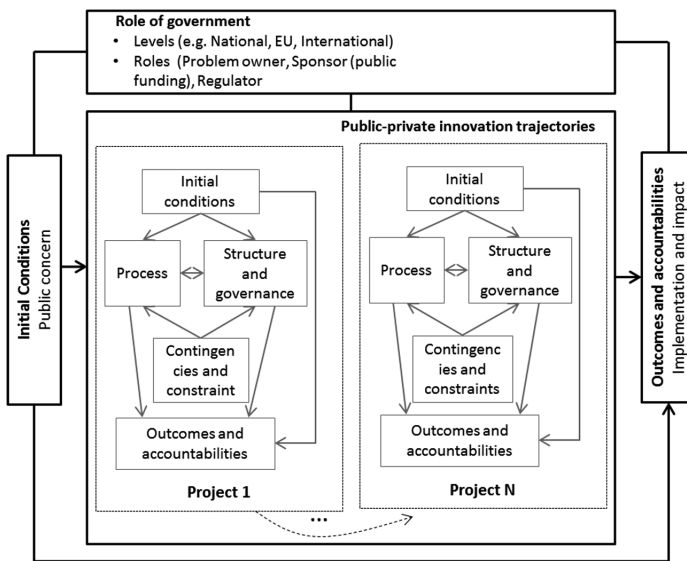 Role of government
• Levels (e.g. National, EU, International)
• Roles (Problem owner, Sponsor (public
funding), Regulator
Public-private innovation trajectories
Initial Conditions
Public concern
Initial
conditions
Process
Structure
and
governance
Contingen
cies and
constraint
Outcomes and
accountabilities
Project 1
...
Initial
conditions
Process
Structure
and
governance
Contingenc
ies and
constraints
Outcomes and
accountabilities
Project N
Outcomes and accountabilities
Implementation and impact